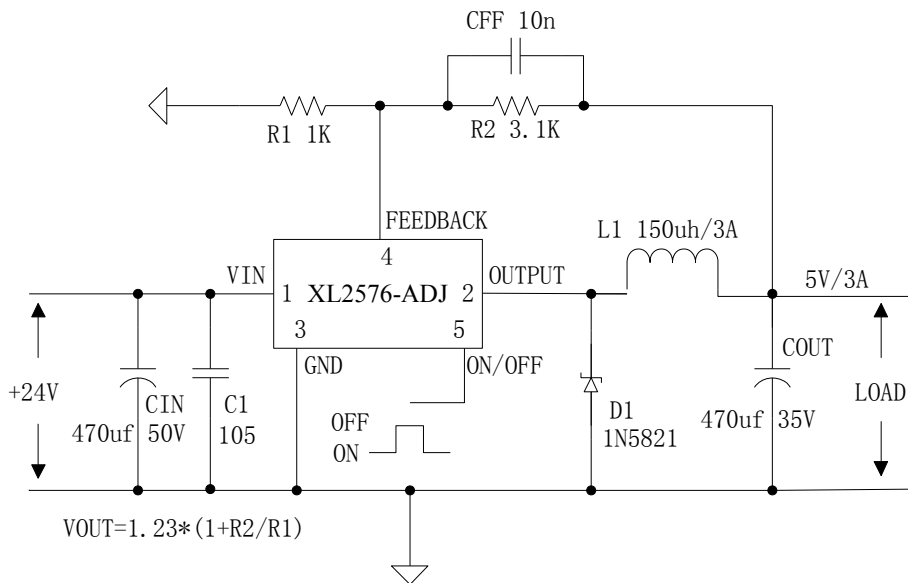 CFF 10n
R1 1K
R2 3.1K
FEEDBACK
L1 150uh/3A
4
VIN
OUTPUT
5V/3A
1
XL2576-ADJ
2
3
5
GND
ON/OFF
COUT
+24V
CIN
C1
470uf
50V
105
OFF
ON
D1
1N5821
470uf
35V
LOAD
VOUT=1.23*(1+R2/R1)